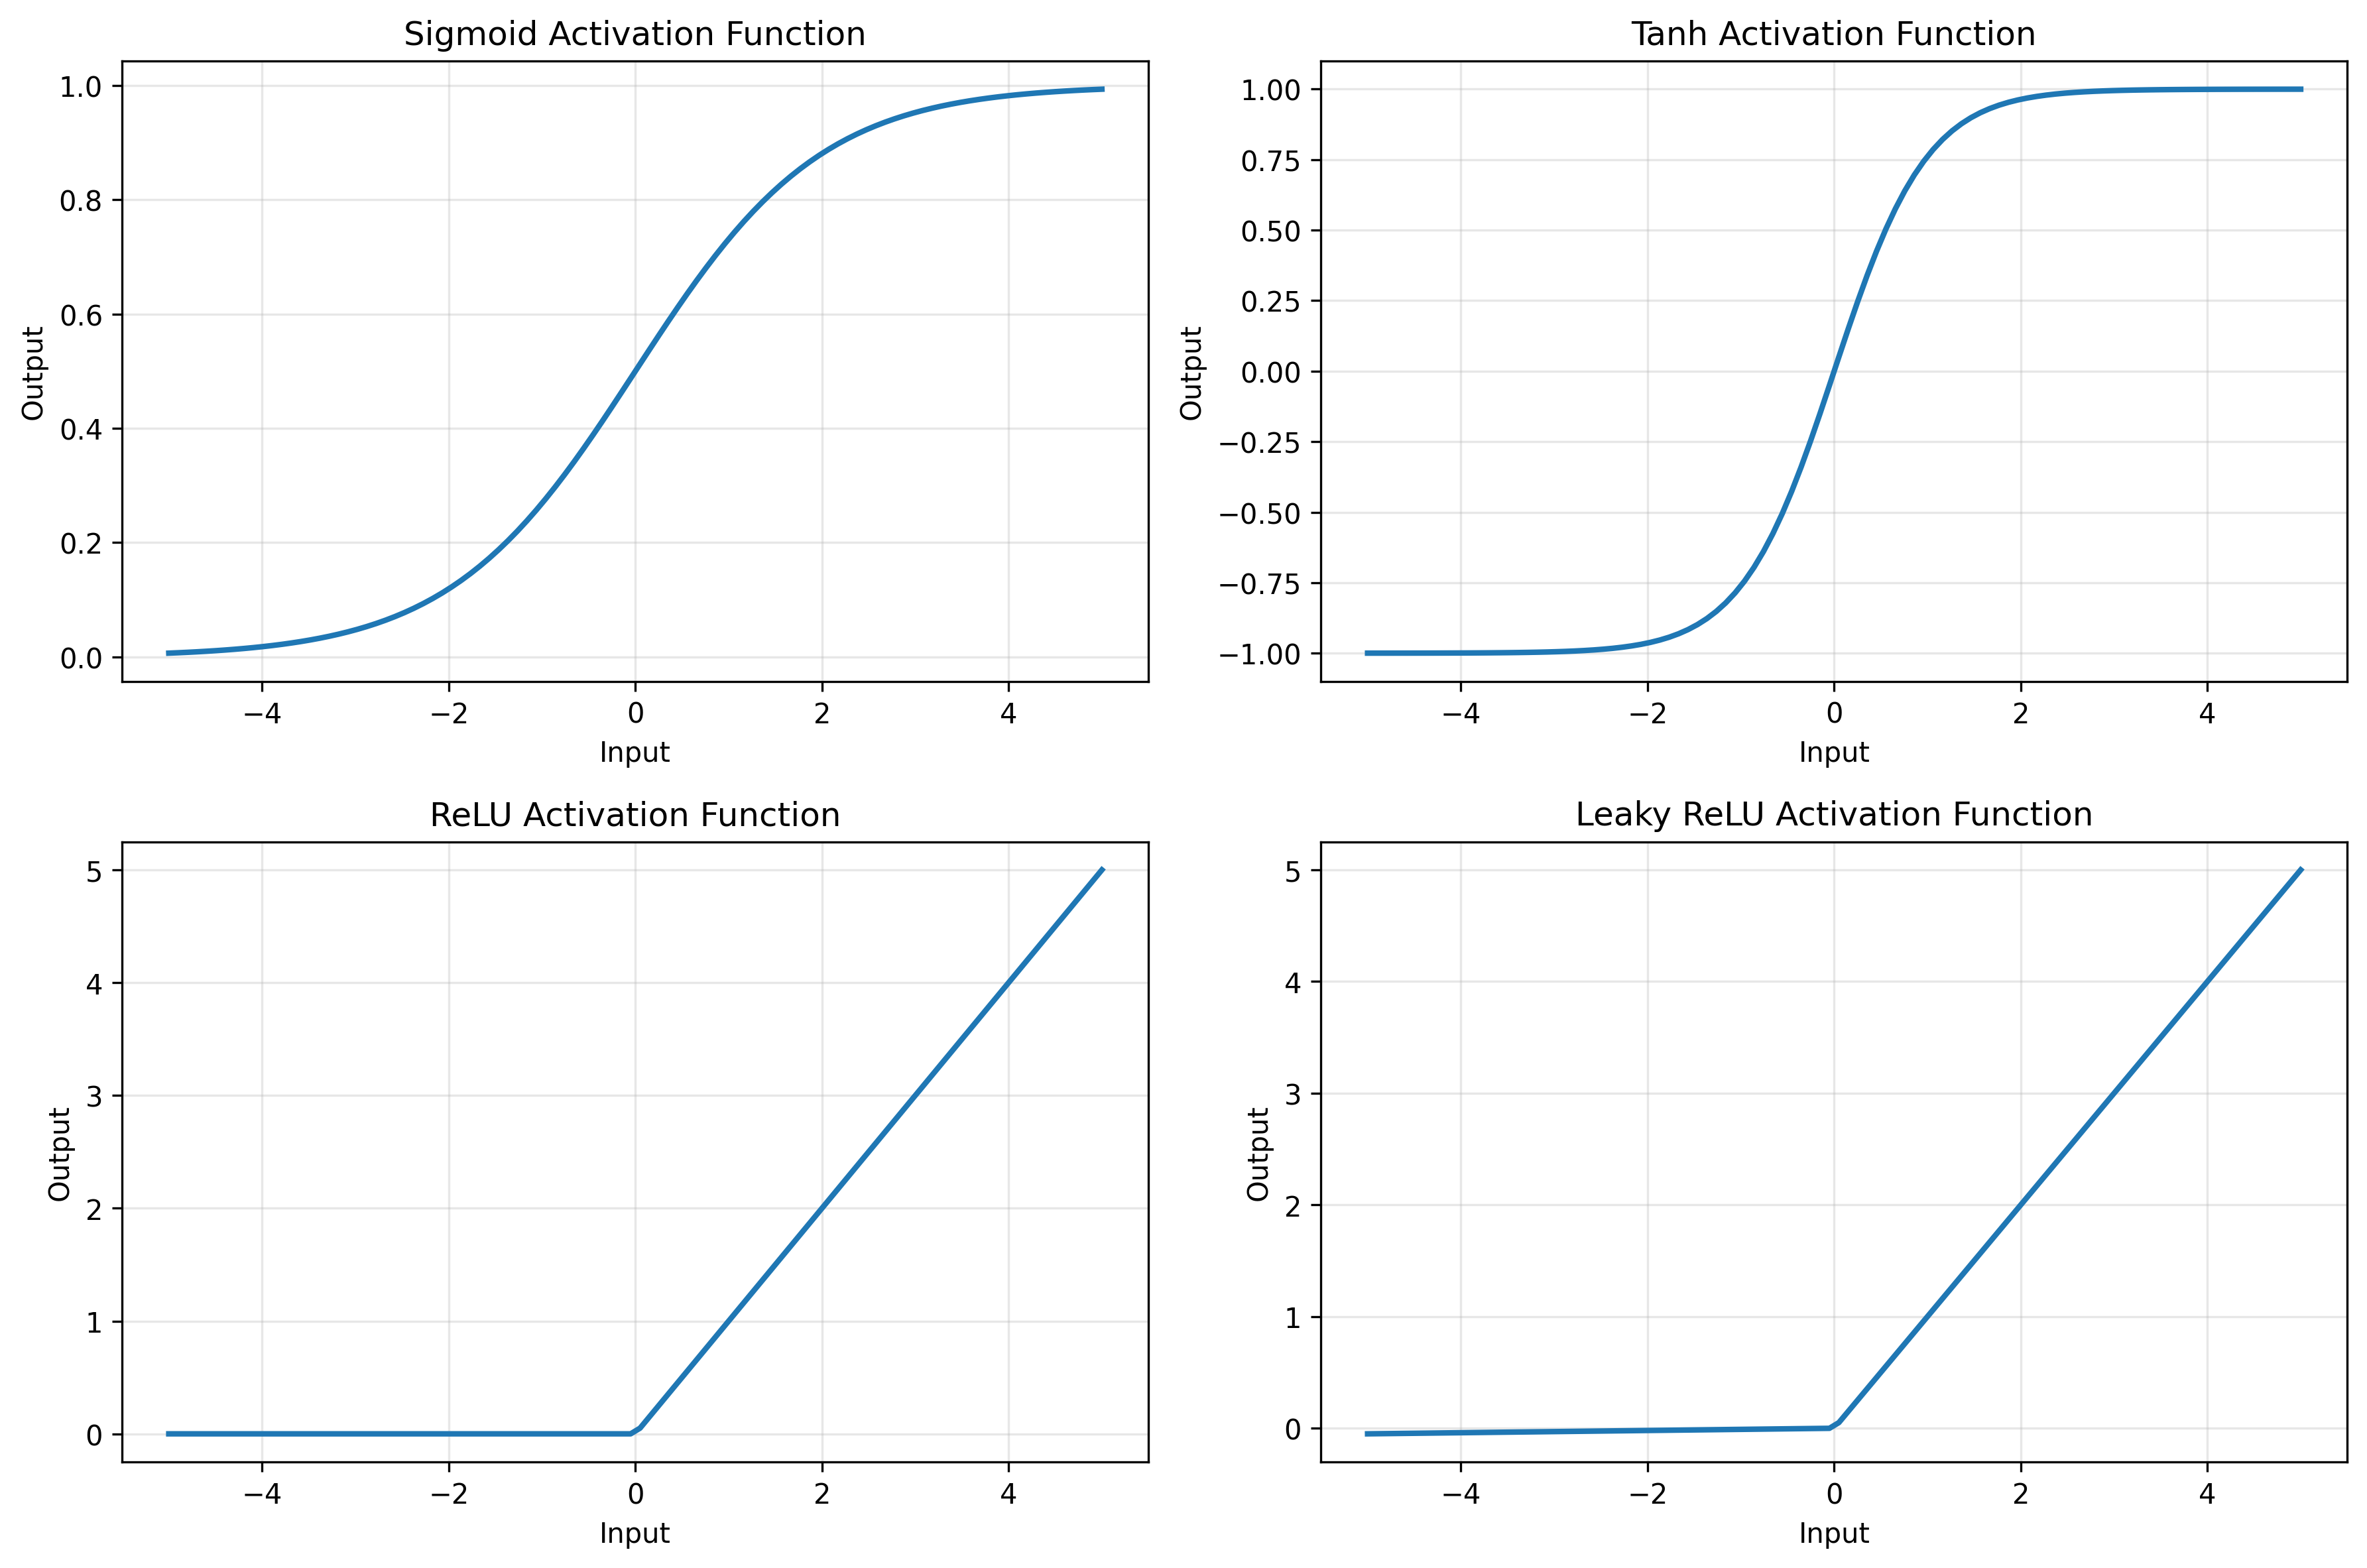 Sigmoid Activation Function
1.0
0.8
0.6
0.4
0.2
0.0
Output
−4 −2 0 2 4
Input
Tanh Activation Function
1.00
0.75
0.50
0.25
0.00
−0.25
−0.50
−0.75
−1.00
Output
−4 −2 0 2 4
Input
ReLU Activation Function
5
4
3
2
1
0
Output
−4 −2 0 2 4
Input
Leaky ReLU Activation Function
5
4
3
2
1
0
Output
−4 −2 0 2 4
Input